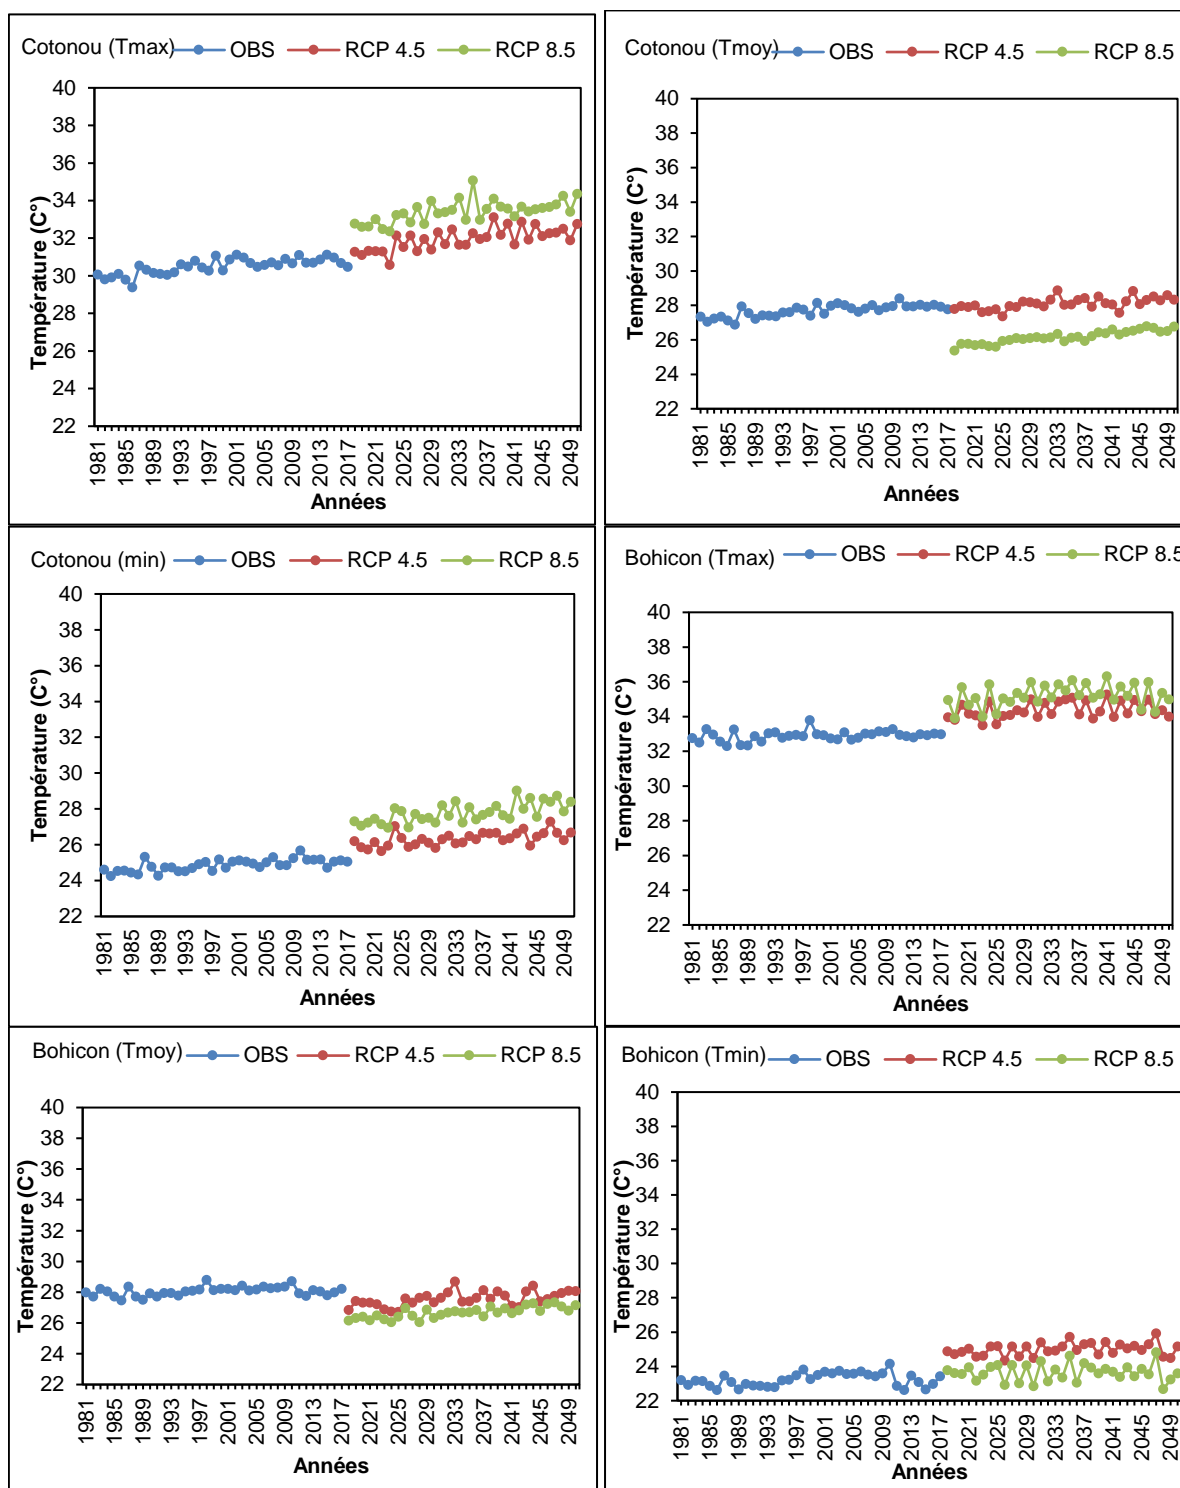 Cotonou (Tmax) OBS RCP 4.5 RCP 8.5
Température (C°)
40
38
36
34
32
30
28
26
24
22
1981 1985 1989 1993 1997 2001 2005 2009 2013 2017 2021 2025 2029 2033 2037 2041 2045 2049
Années
Cotonou (Tmoy) OBS RCP 4.5 RCP 8.5
Température (C°)
40
38
36
34
32
30
28
26
24
22
1981 1985 1989 1993 1997 2001 2005 2009 2013 2017 2021 2025 2029 2033 2037 2041 2045 2049
Années
Cotonou (min) OBS RCP 4.5 RCP 8.5
Température (C°)
40
38
36
34
32
30
28
26
24
22
1981 1985 1989 1993 1997 2001 2005 2009 2013 2017 2021 2025 2029 2033 2037 2041 2045 2049
Années
Bohicon (Tmax) OBS RCP 4.5 RCP 8.5
Température (C°)
40
38
36
34
32
30
28
26
24
22
1981 1985 1989 1993 1997 2001 2005 2009 2013 2017 2021 2025 2029 2033 2037 2041 2045 2049
Années
Bohicon (Tmoy) OBS RCP 4.5 RCP 8.5
Température (C°)
40
38
36
34
32
30
28
26
24
22
1981 1985 1989 1993 1997 2001 2005 2009 2013 2017 2021 2025 2029 2033 2037 2041 2045 2049
Années
Bohicon (Tmin) OBS RCP 4.5 RCP 8.5
Température (C°)
40
38
36
34
32
30
28
26
24
22
1981 1985 1989 1993 1997 2001 2005 2009 2013 2017 2021 2025 2029 2033 2037 2041 2045 2049
Années